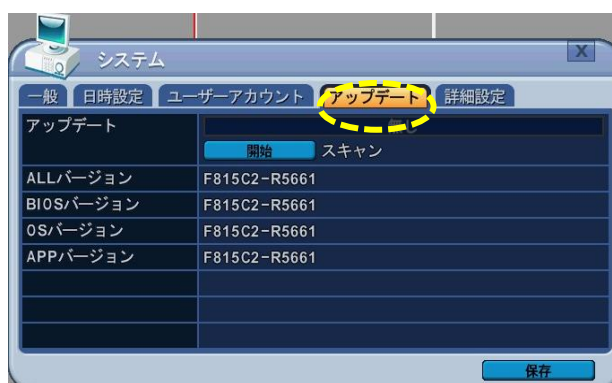 システム
X
一般 日時設定 ユーザーアカウント アップデート 詳細設定
アップデート 無し
開始 スキャン
ALLバージョン F815C2-R5661
BIOSバージョン F815C2-R5661
OSバージョン F815C2-R5661
APPバージョン F815C2-R5661
保存